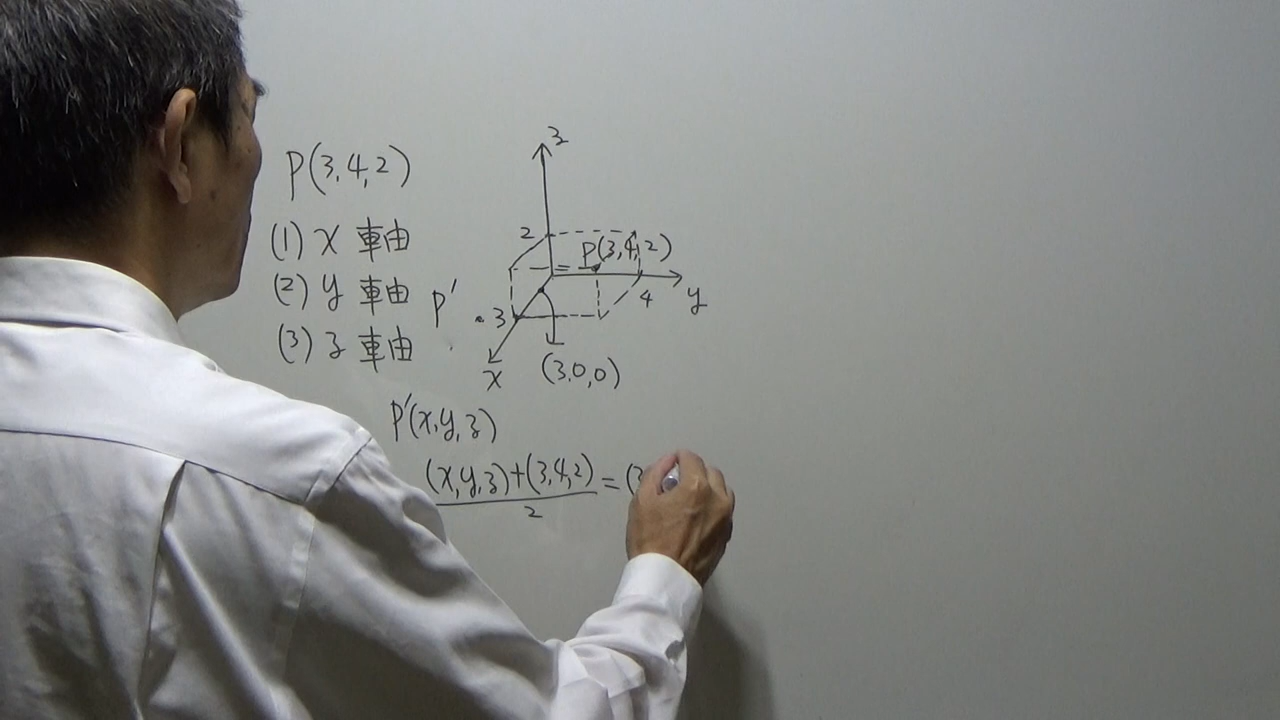 P(3,4,2)
(1) x 軸
(2) y 軸
(3) z 軸
z
2
P(3,4,2)
4
y
P'
3
x
(3,0,0)
P'(x,y,z)
(x,y,z)+(3,4,2)
2
=(3